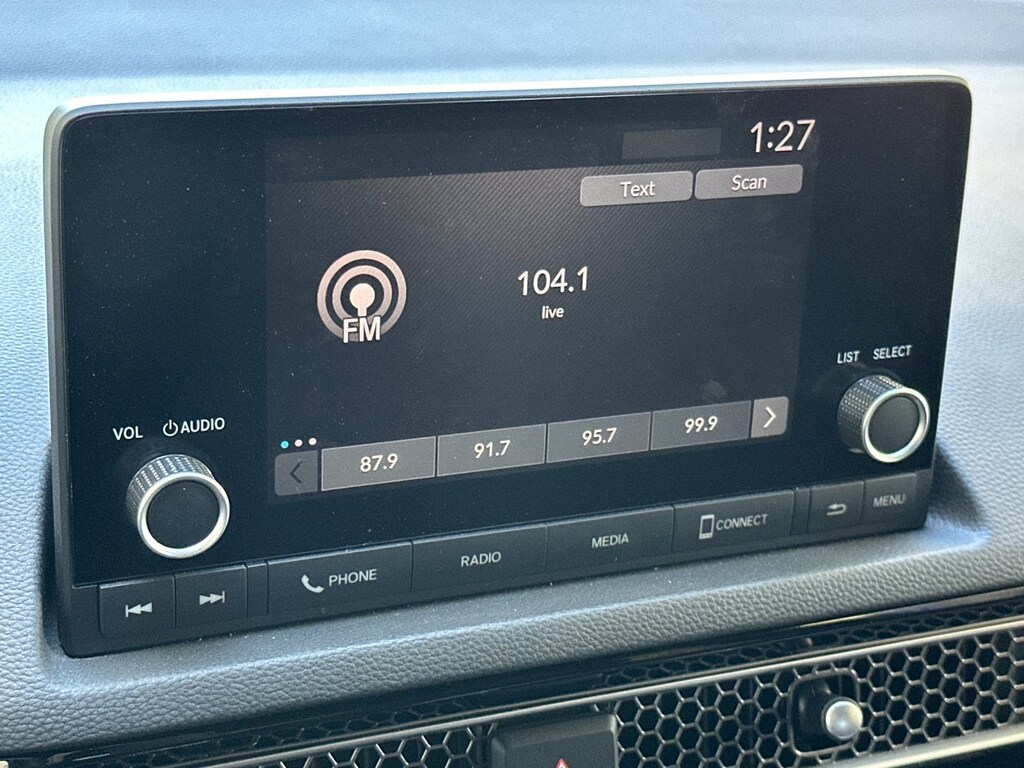 1:27
Text Scan
104.1
live
FM
LIST SELECT
VOL AUDIO
87.9 91.7 95.7 99.9
PHONE RADIO MEDIA CONNECT MENU